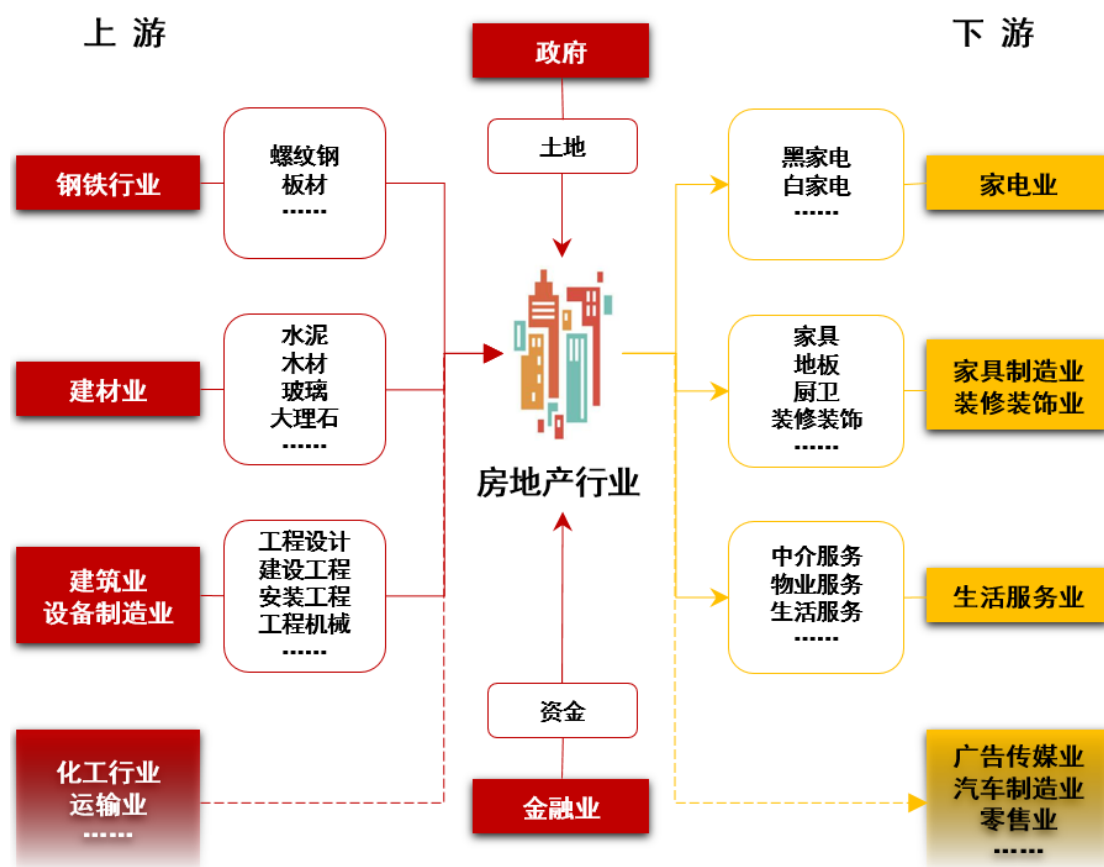 上 游
政府
下 游
土地
钢铁行业
螺纹钢
板材
……
黑家电
白家电
……
家电业
建材业
水泥
木材
玻璃
大理石
……
家具
地板
厨卫
装修装饰
……
家具制造业
装修装饰业
房地产行业
建筑业
设备制造业
工程设计
建设工程
安装工程
工程机械
……
中介服务
物业服务
生活服务
……
生活服务业
资金
化工行业
运输业
……
金融业
广告传媒业
汽车制造业
零售业
……